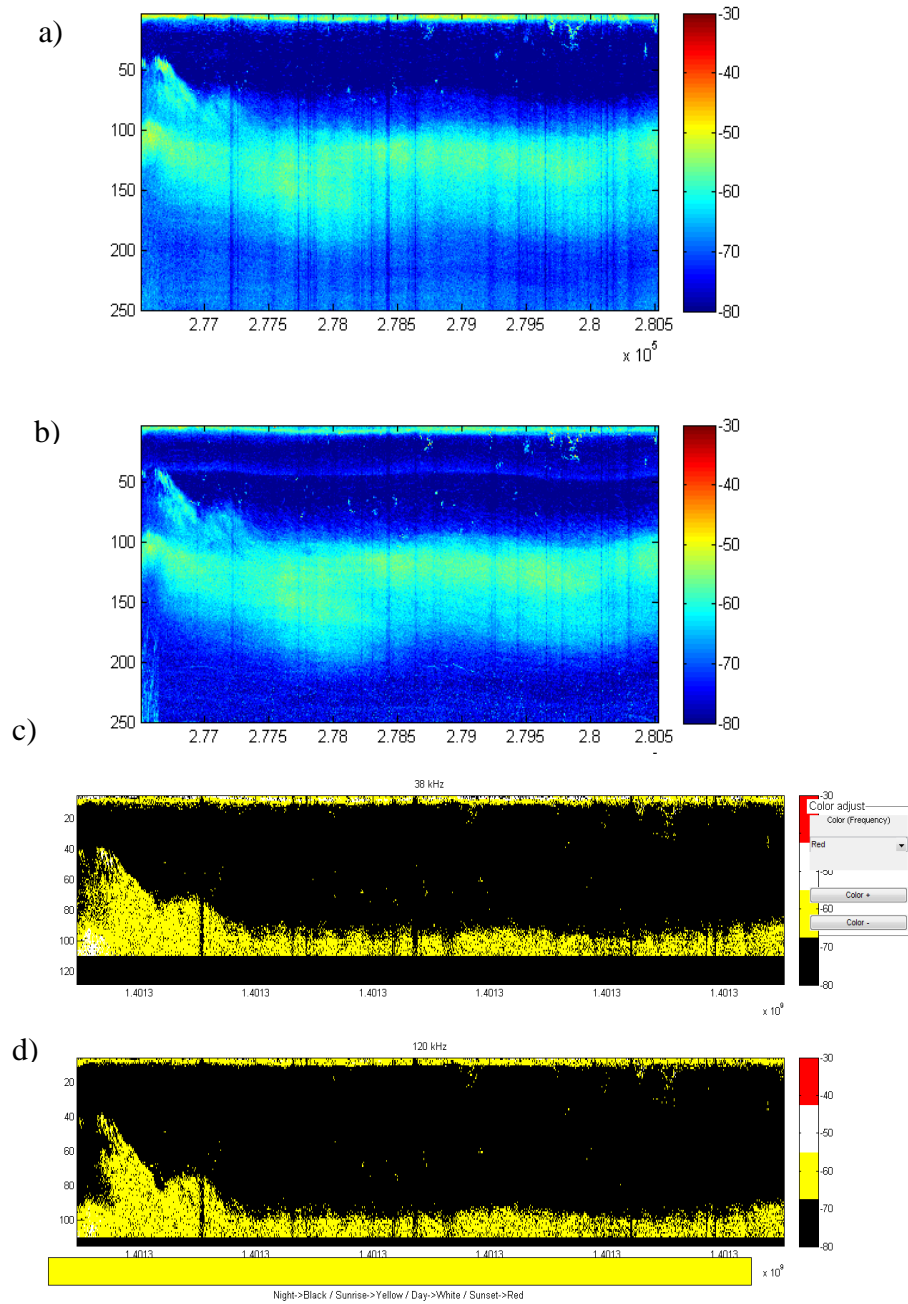 a)
-30
50
-40
100
-50
150
-60
200
-70
250
-80
2.77 2.775 2.78 2.785 2.79 2.795 2.8 2.805
x 10^5
b)
-30
50
-40
100
-50
150
-60
200
-70
250
-80
2.77 2.775 2.78 2.785 2.79 2.795 2.8 2.805
c)
38 kHz
-30
Color adjust
20
Color (Frequency)
40
Red
-50
60
Color +
-60
80
Color -
100
-70
120
-80
1.4013 1.4013 1.4013 1.4013 1.4013 1.4013
x 10^9
d)
120 kHz
-30
20
-40
40
-50
60
-60
80
-70
100
-80
1.4013 1.4013 1.4013 1.4013 1.4013 1.4013
x 10^9
Night->Black / Sunrise->Yellow / Day->White / Sunset->Red